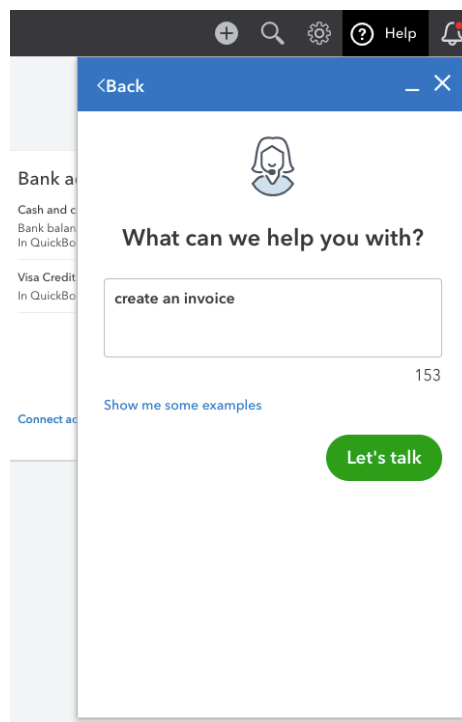 Help
<Back
Bank a
Cash and c
Bank balan
In QuickBo
Visa Credit
In QuickBo
Connect ac
What can we help you with?
create an invoice
153
Show me some examples
Let's talk